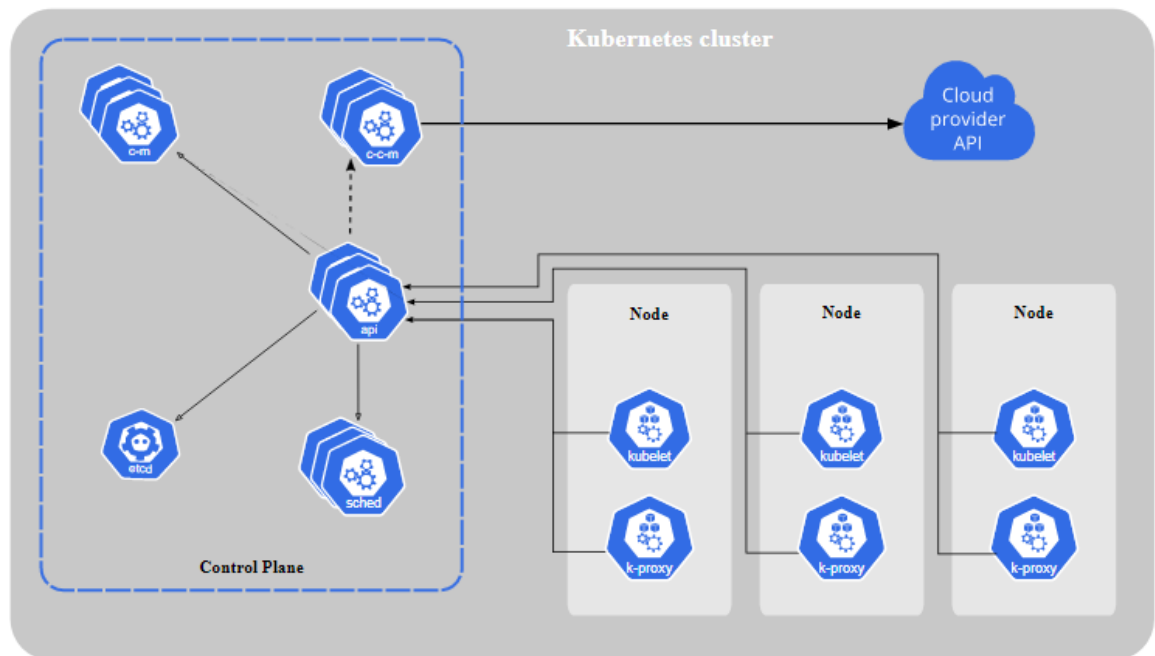 Kubernetes cluster
Cloud
provider
API
c-m
c-c-m
api
etcd
sched
Control Plane
Node
kubelet
k-proxy
Node
kubelet
k-proxy
Node
kubelet
k-proxy